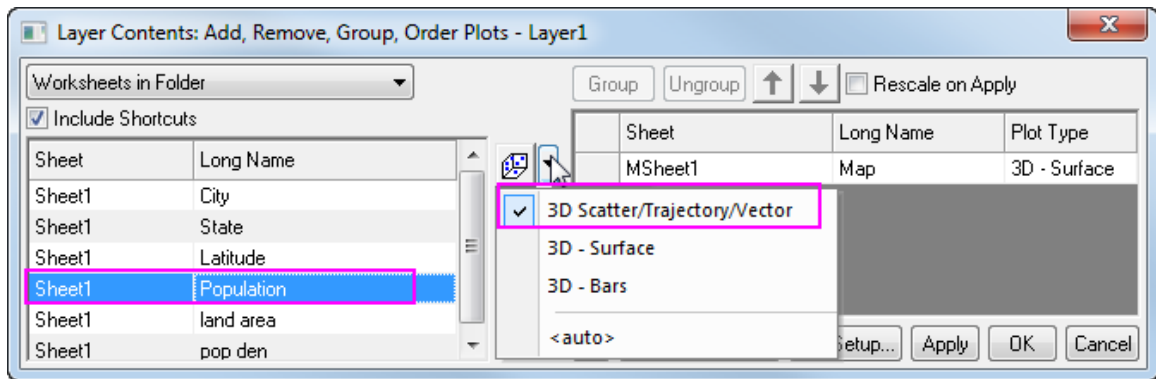 Layer Contents: Add, Remove, Group, Order Plots - Layer1
Worksheets in Folder
Group Ungroup Rescale on Apply
Include Shortcuts
Sheet Long Name Plot Type
Sheet Long Name
MSheet1 Map 3D - Surface
Sheet1 City
3D Scatter/Trajectory/Vector
Sheet1 State
3D - Surface
Sheet1 Latitude
3D - Bars
Sheet1 Population
Sheet1 land area
<auto>
Sheet1 pop den
Setup... Apply OK Cancel